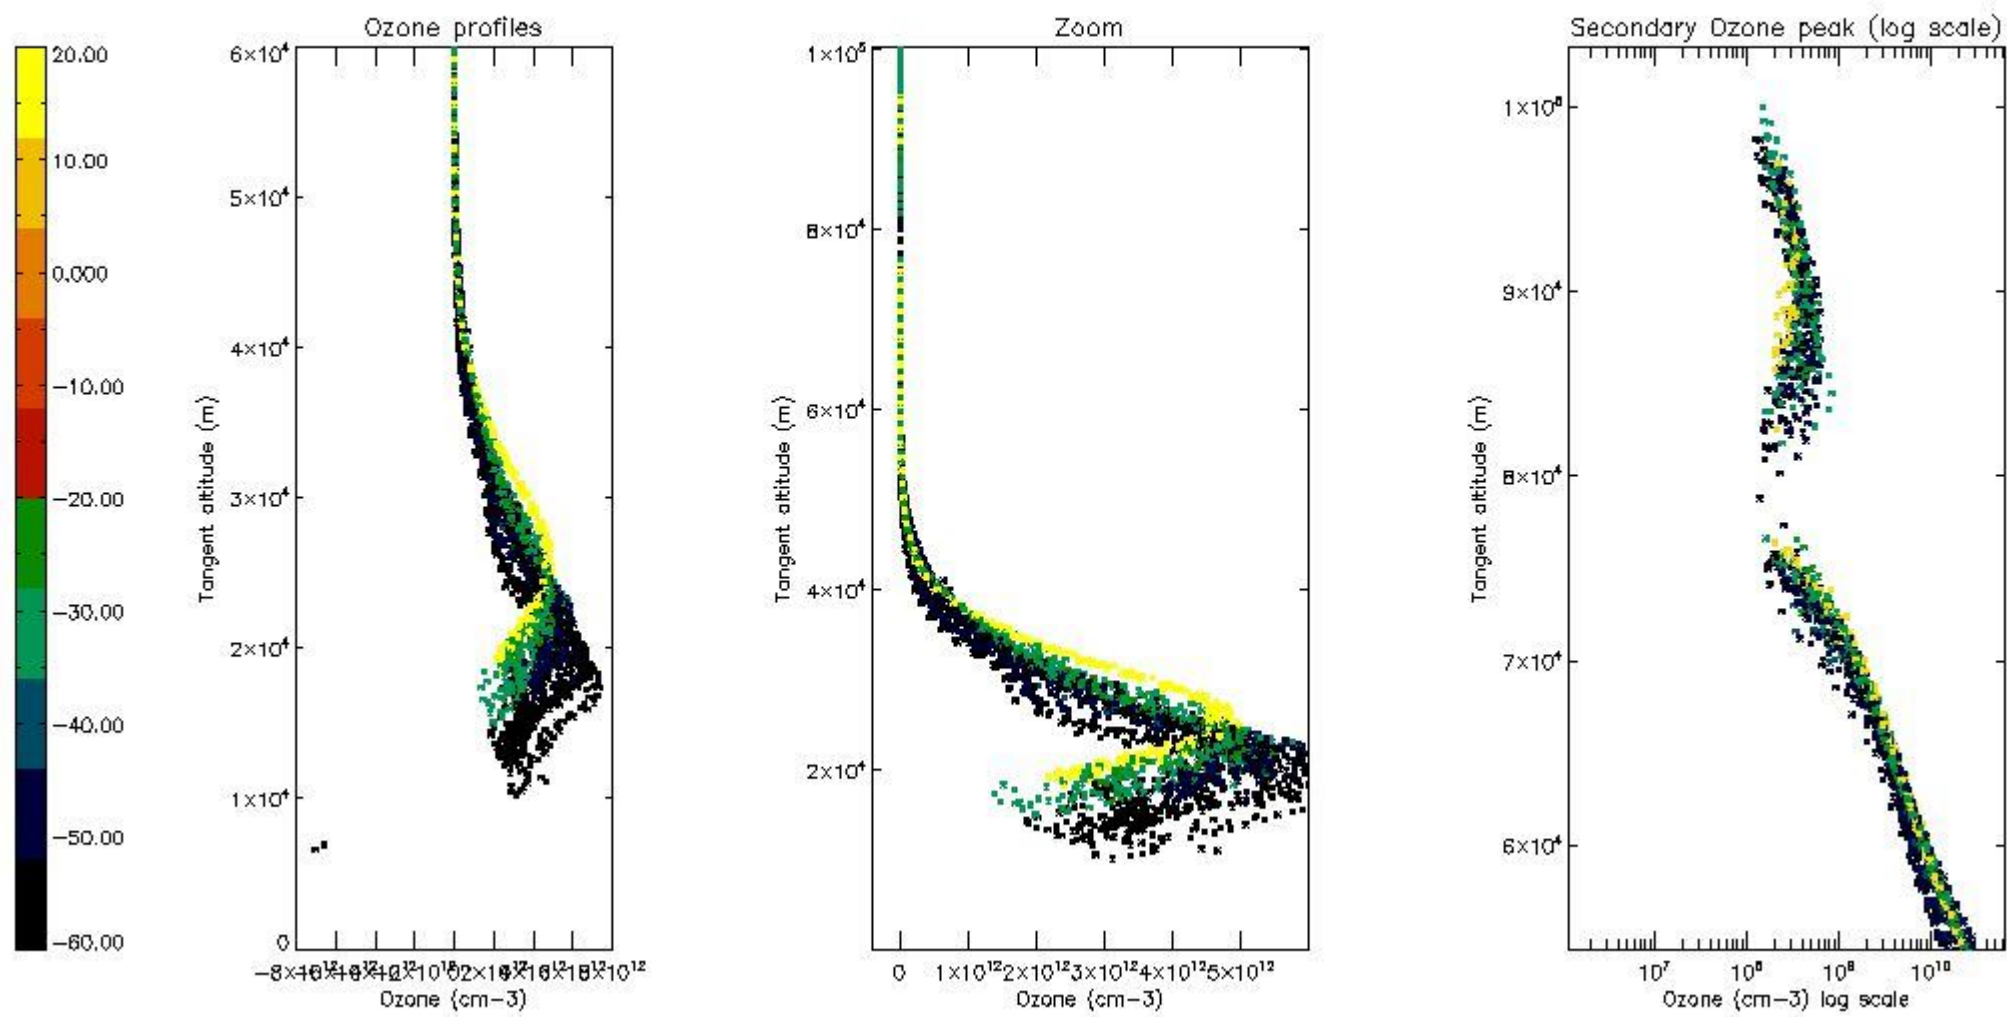 Ozone profiles
Zoom
Secondary Ozone peak (log scale)
20.00
10.00
0.000
−10.00
−20.00
−30.00
−40.00
−50.00
−60.00
6×10⁴
5×10⁴
4×10⁴
3×10⁴
2×10⁴
1×10⁴
0
Tangent altitude (m)
Ozone (cm−3)
1×10⁵
8×10⁴
6×10⁴
4×10⁴
2×10⁴
Tangent altitude (m)
0 1×10¹² 2×10¹² 3×10¹² 4×10¹² 5×10¹²
Ozone (cm−3)
1×10⁵
9×10⁴
8×10⁴
7×10⁴
6×10⁴
Tangent altitude (m)
10⁷ 10⁸ 10⁹ 10¹⁰
Ozone (cm−3) log scale